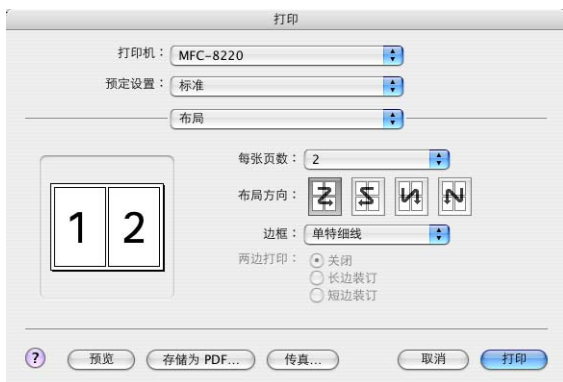 打印
打印机： MFC-8220
预定设置： 标准
布局
每张页数： 2
布局方向：
边框： 单特细线
两边打印： 关闭
长边装订
短边装订
1 2
? 预览 存储为 PDF... 传真... 取消 打印